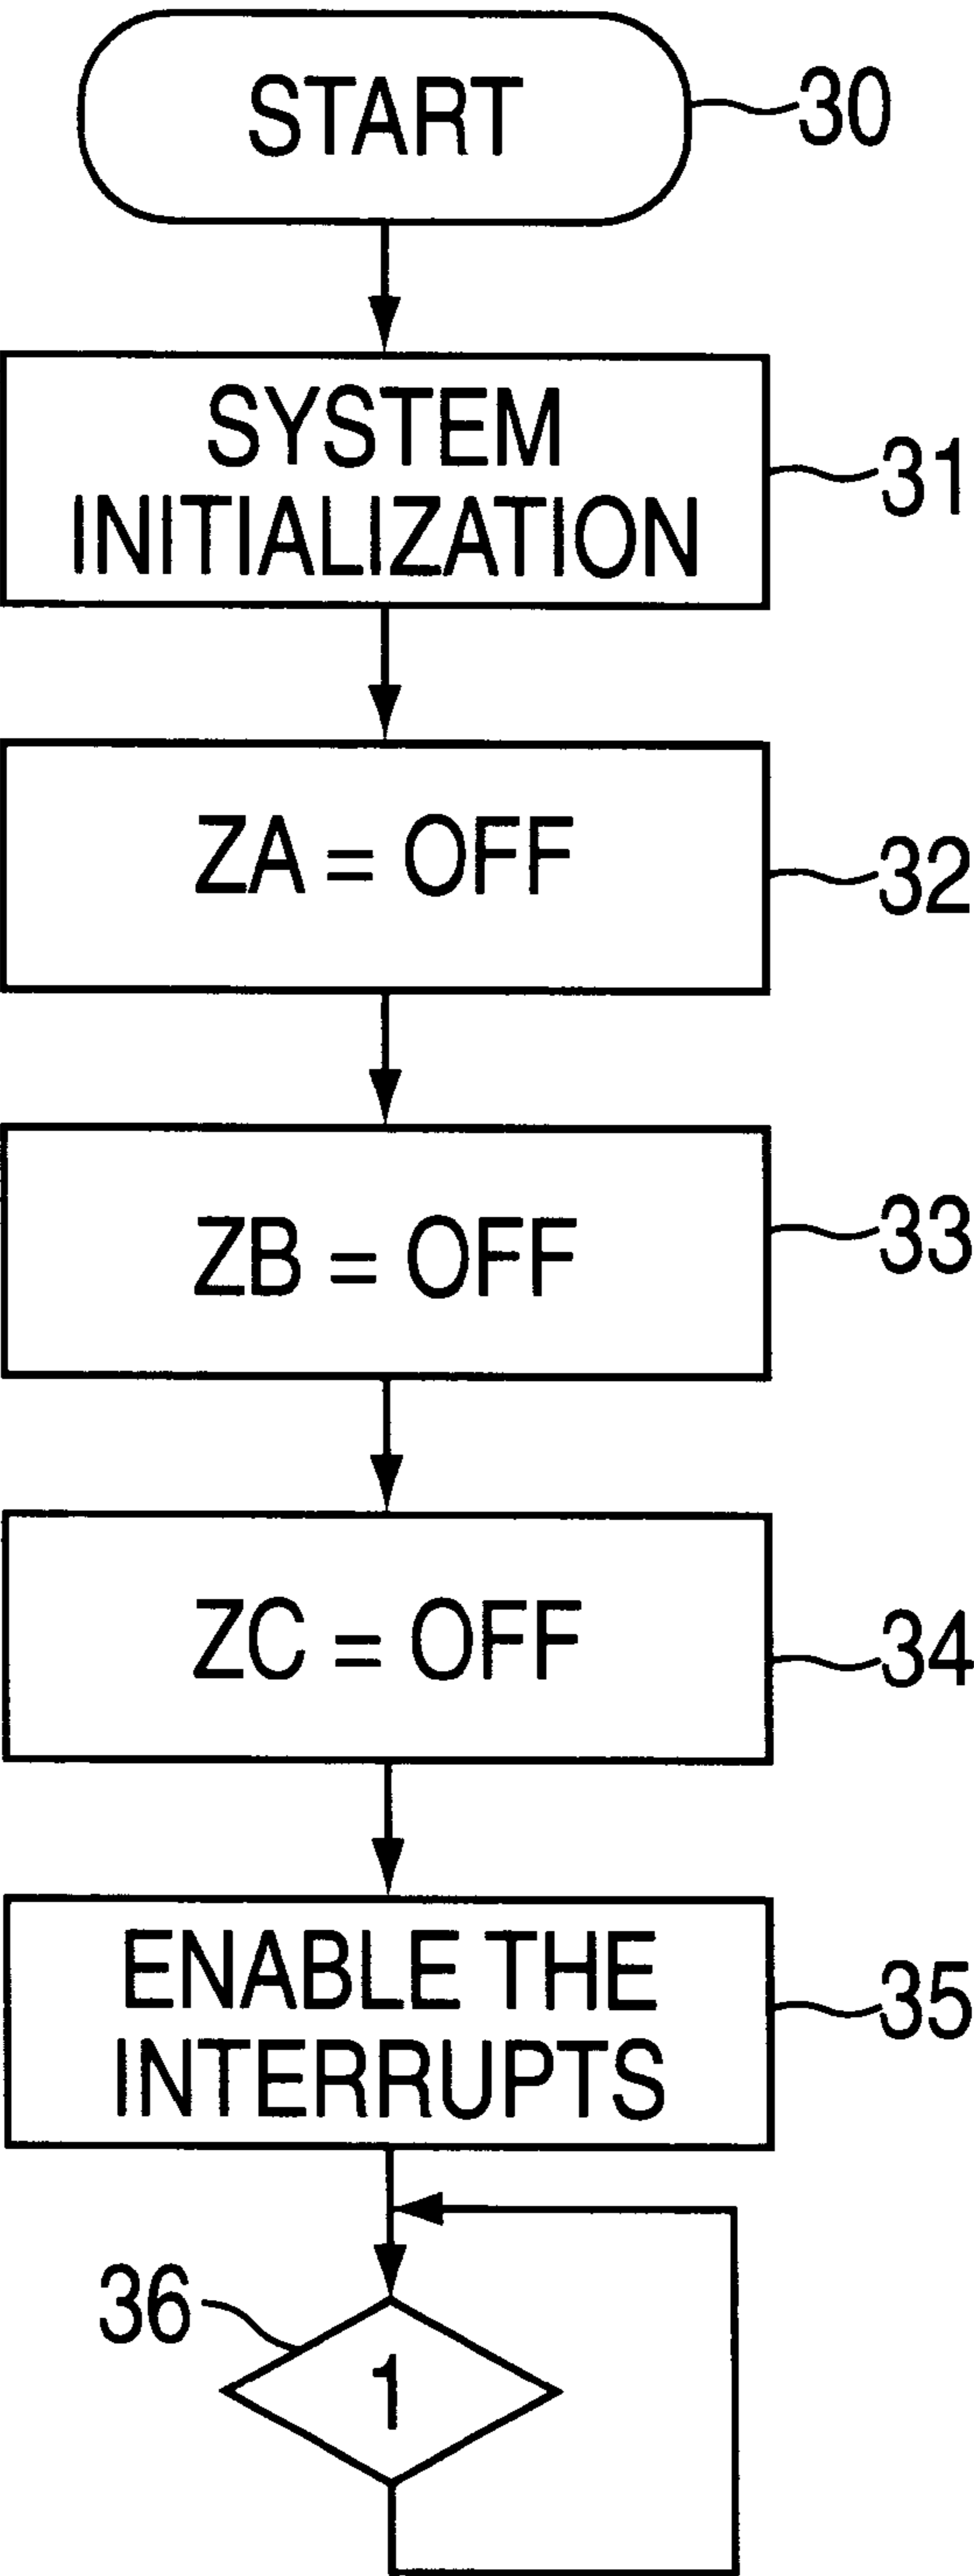 START
30
SYSTEM
INITIALIZATION
31
ZA = OFF
32
ZB = OFF
33
ZC = OFF
34
ENABLE THE
INTERRUPTS
35
36
1